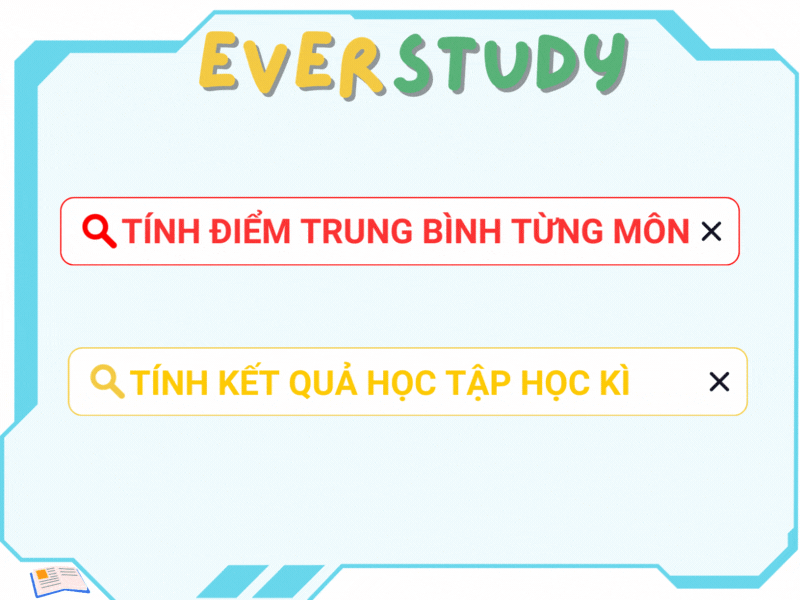 EVERSTUDY
TÍNH ĐIỂM TRUNG BÌNH TỪNG MÔN
TÍNH KẾT QUẢ HỌC TẬP HỌC KÌ